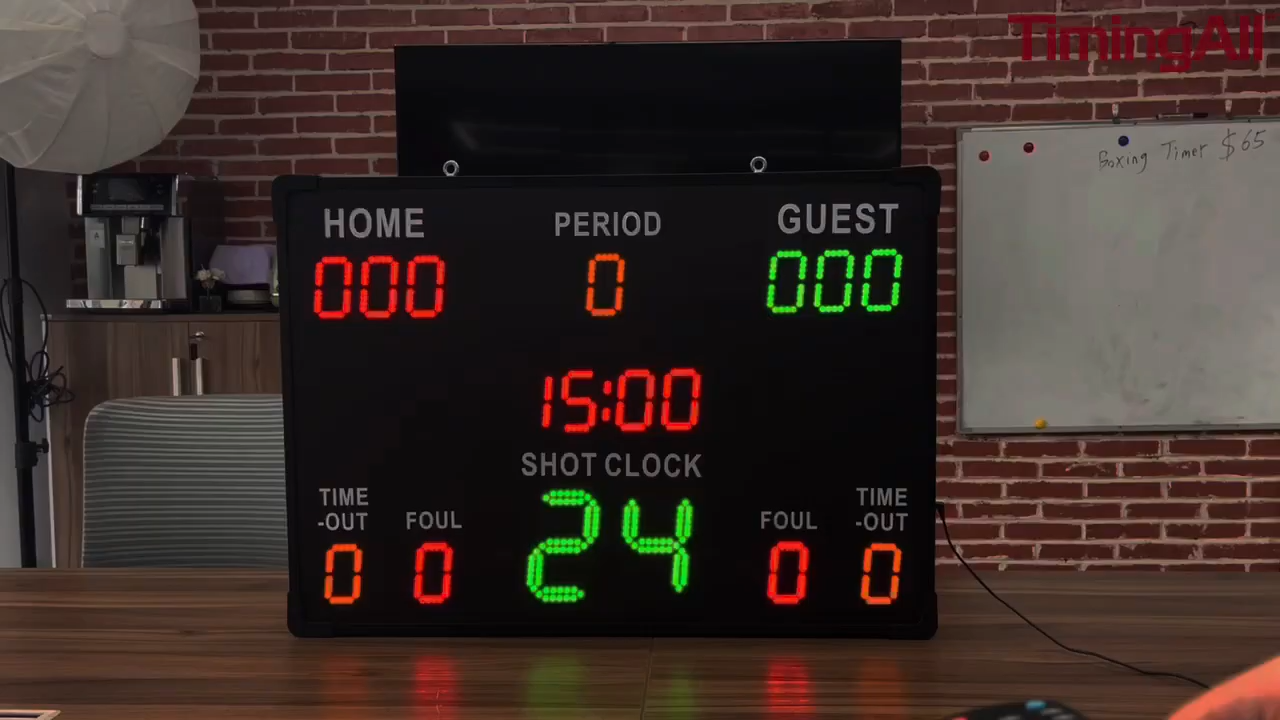 TimingAll
Boxing Timer $65
HOME PERIOD GUEST
000 0 000
15:00
SHOT CLOCK
24
TIME
-OUT
FOUL
0 0
FOUL
TIME
-OUT
0 0